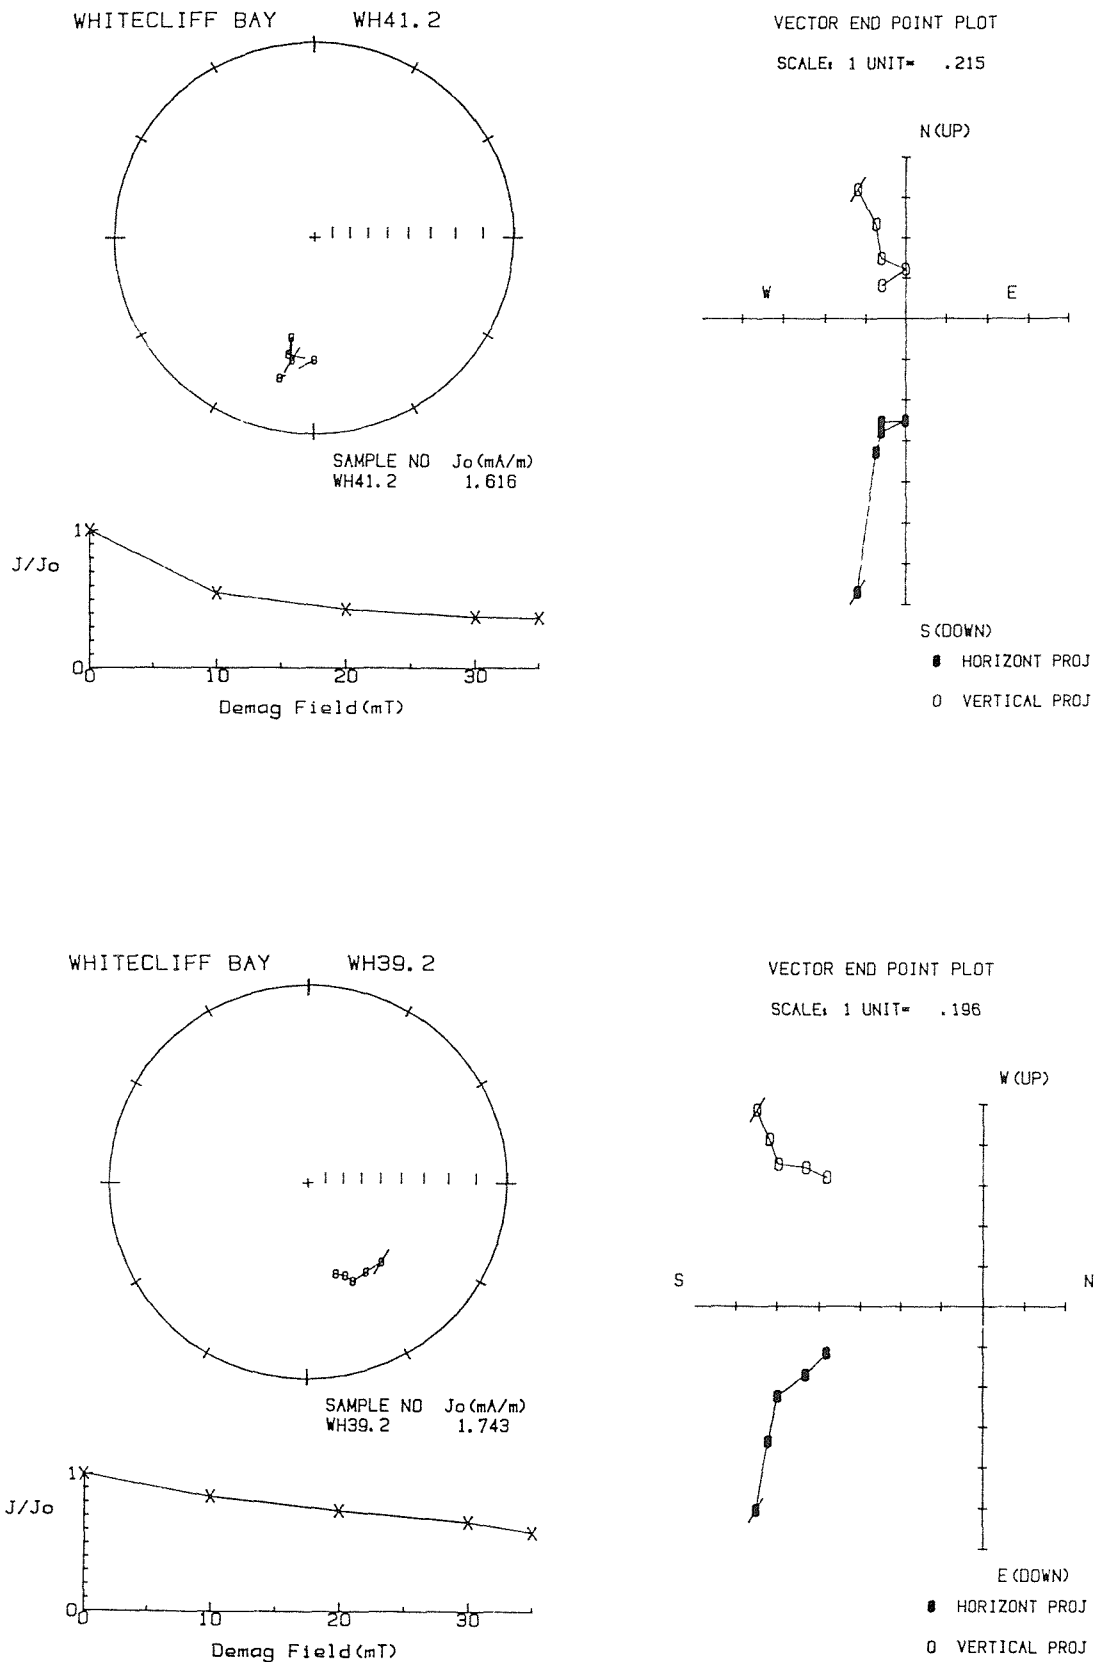 WHITECLIFF BAY WH41.2
VECTOR END POINT PLOT
SCALE: 1 UNIT= .215
N(UP)
W E
SAMPLE NO Jo(mA/m)
WH41.2 1.616
1
J/Jo
0
0 10 20 30
Demag Field(mT)
S(DOWN)
HORIZONT PROJ
VERTICAL PROJ
WHITECLIFF BAY WH39.2
VECTOR END POINT PLOT
SCALE: 1 UNIT= .196
W(UP)
S N
SAMPLE NO Jo(mA/m)
WH39.2 1.743
1
J/Jo
0
0 10 20 30
Demag Field(mT)
E(DOWN)
HORIZONT PROJ
VERTICAL PROJ